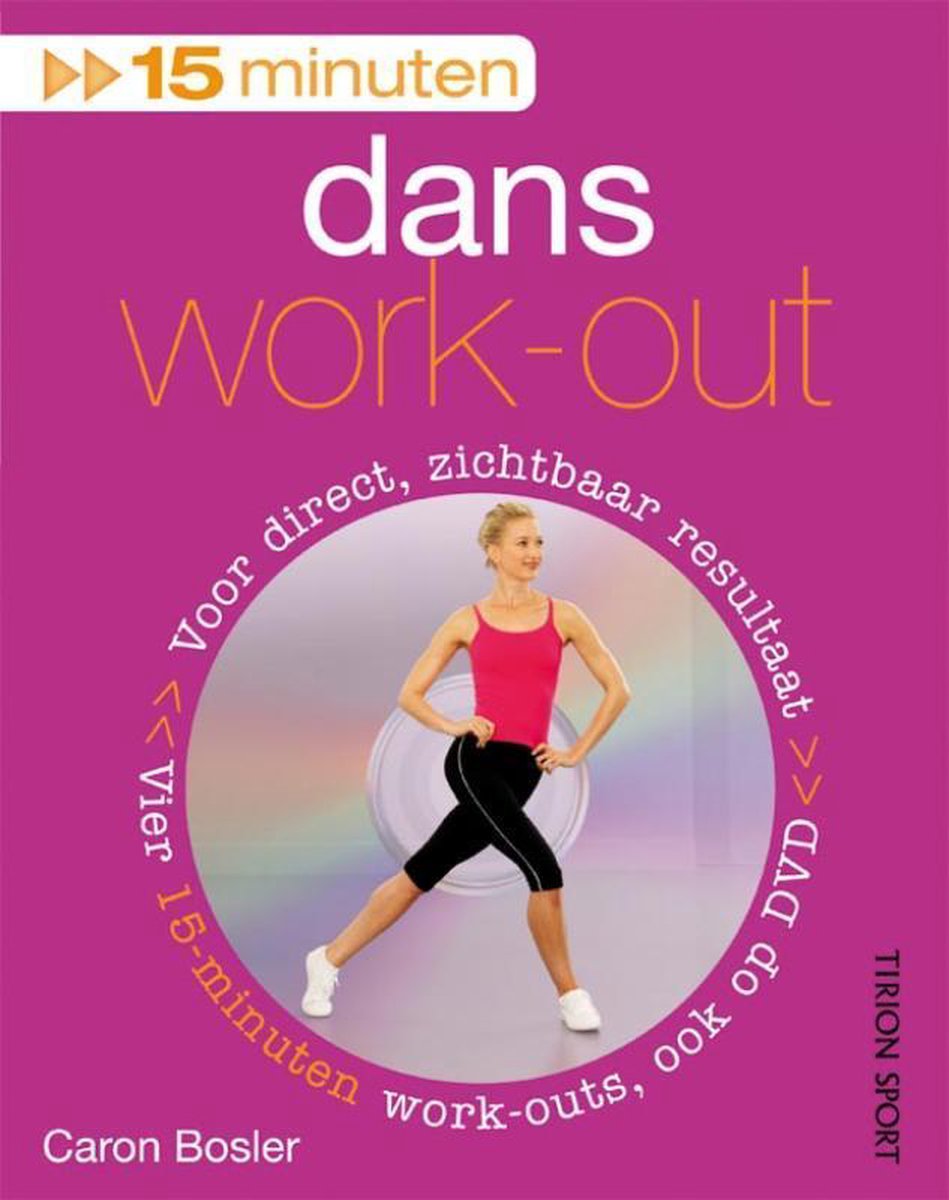 15 minuten
dans
work-out
Voor direct, zichtbaar resultaat >>
<< Vier 15-minuten work-outs, ook op DVD
Caron Bosler
TIRION SPORT